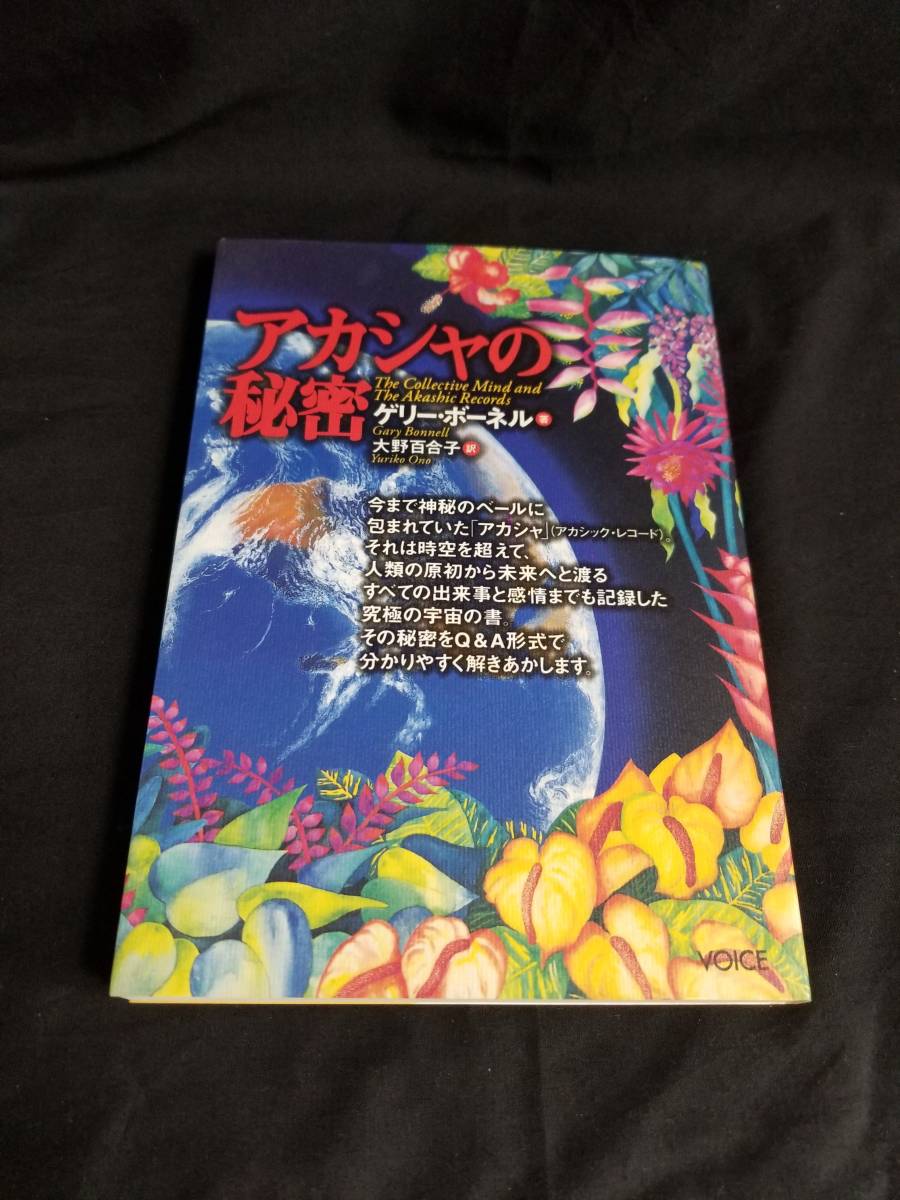 アカシャの
秘密
The Collective Mind and
The Akashic Records
ゲリー・ボーネル 著
Gary Bonnell
大野百合子 訳
Yuriko Ono
今まで神秘のベールに
包まれていた「アカシャ」(アカシック・レコード)。
それは時空を超えて、
人類の原初から未来へと渡る
すべての出来事と感情までも記録した
究極の宇宙の書。
その秘密をQ&A形式で
分かりやすく解きあかします。
VOICE